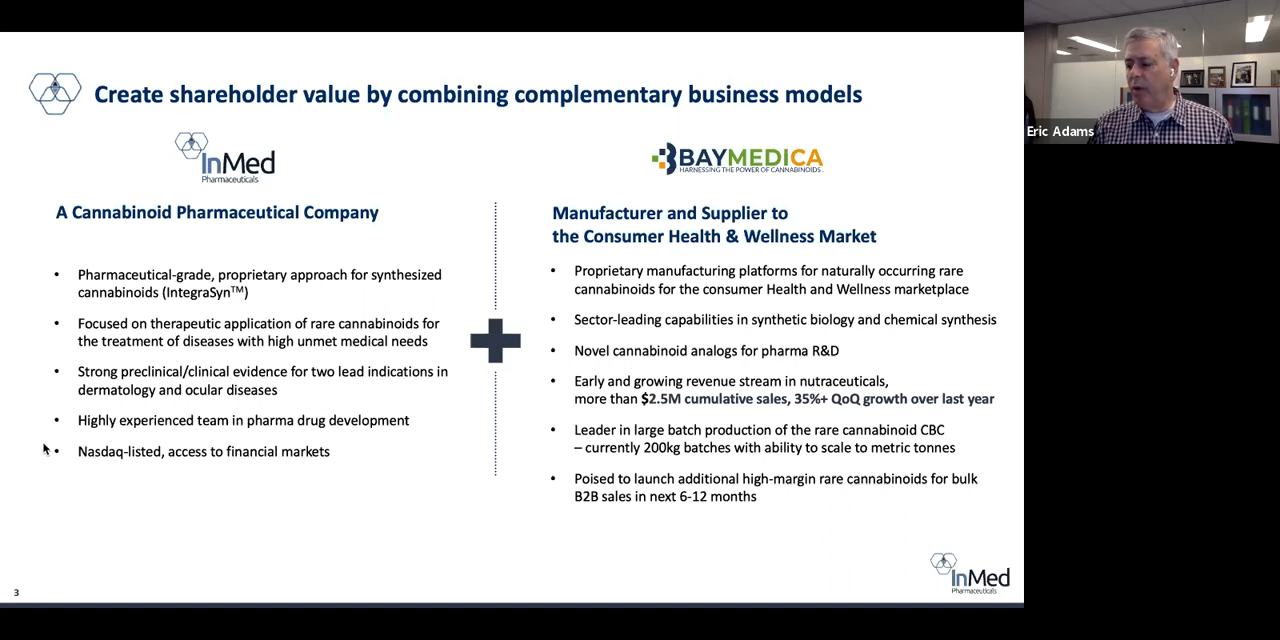 Create shareholder value by combining complementary business models
InMed
Pharmaceuticals
A Cannabinoid Pharmaceutical Company
• Pharmaceutical-grade, proprietary approach for synthesized
cannabinoids (IntegraSyn™)
• Focused on therapeutic application of rare cannabinoids for
the treatment of diseases with high unmet medical needs
• Strong preclinical/clinical evidence for two lead indications in
dermatology and ocular diseases
• Highly experienced team in pharma drug development
• Nasdaq-listed, access to financial markets
BAYMEDICA
HARNESSING THE POWER OF CANNABINOIDS.
Manufacturer and Supplier to
the Consumer Health & Wellness Market
• Proprietary manufacturing platforms for naturally occurring rare
cannabinoids for the consumer Health and Wellness marketplace
• Sector-leading capabilities in synthetic biology and chemical synthesis
• Novel cannabinoid analogs for pharma R&D
• Early and growing revenue stream in nutraceuticals,
more than $2.5M cumulative sales, 35%+ QoQ growth over last year
• Leader in large batch production of the rare cannabinoid CBC
– currently 200kg batches with ability to scale to metric tonnes
• Poised to launch additional high-margin rare cannabinoids for bulk
B2B sales in next 6-12 months
3
InMed
Pharmaceuticals
Eric Adams